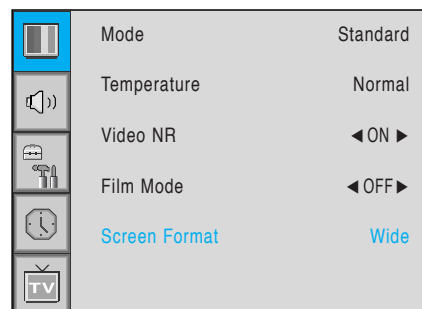 Mode Standard
Temperature Normal
Video NR ◀ ON ▶
Film Mode ◀ OFF ▶
Screen Format Wide
TV